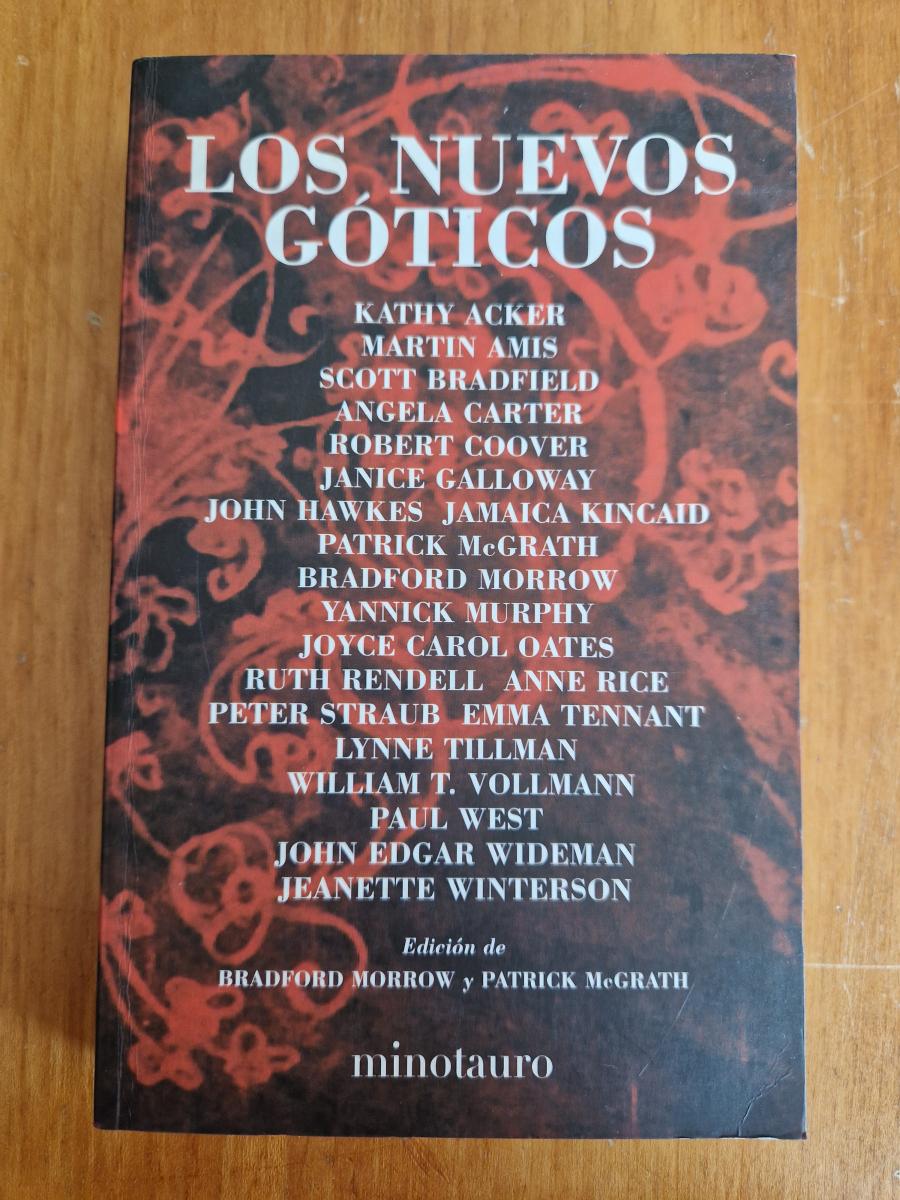 LOS NUEVOS
GÓTICOS
KATHY ACKER
MARTIN AMIS
SCOTT BRADFIELD
ANGELA CARTER
ROBERT COOVER
JANICE GALLOWAY
JOHN HAWKES JAMAICA KINCAID
PATRICK McGRATH
BRADFORD MORROW
YANNICK MURPHY
JOYCE CAROL OATES
RUTH RENDELL ANNE RICE
PETER STRAUB EMMA TENNANT
LYNNE TILLMAN
WILLIAM T. VOLLMANN
PAUL WEST
JOHN EDGAR WIDEMAN
JEANETTE WINTERSON
Edición de
BRADFORD MORROW y PATRICK McGRATH
minotauro